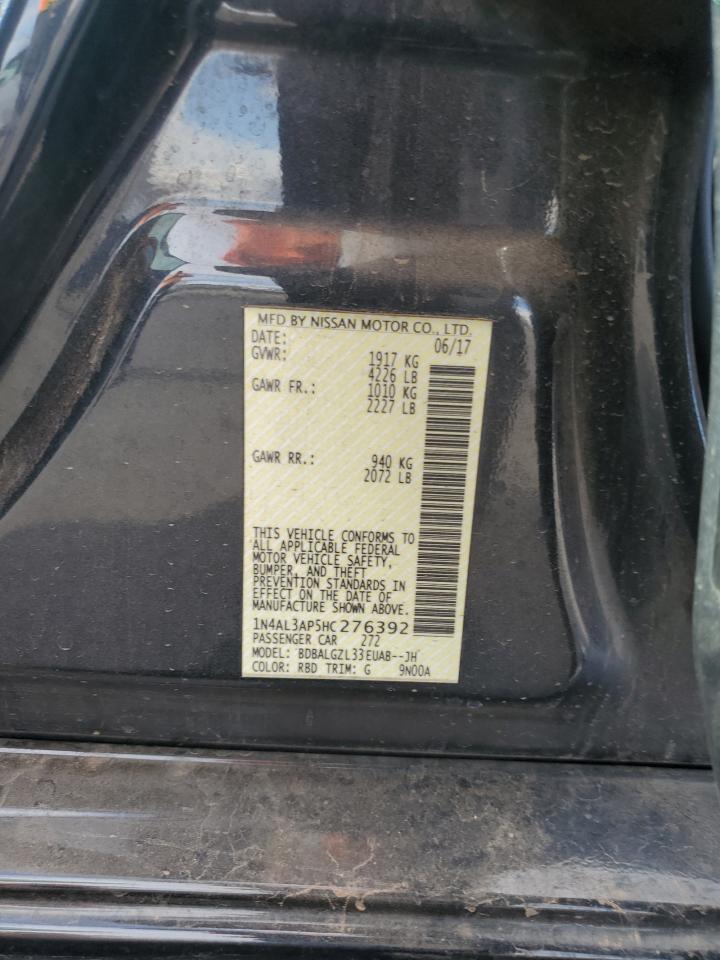 MFD BY NISSAN MOTOR CO., LTD.
DATE: 06/17
GVWR: 1917 KG
4226 LB
GAWR FR.: 1010 KG
2227 LB
GAWR RR.: 940 KG
2072 LB
THIS VEHICLE CONFORMS TO
ALL APPLICABLE FEDERAL
MOTOR VEHICLE SAFETY,
BUMPER, AND THEFT
PREVENTION STANDARDS IN
EFFECT ON THE DATE OF
MANUFACTURE SHOWN ABOVE.
1N4AL3AP5HC276392
PASSENGER CAR 272
MODEL: BDBALGZL33EUAB--JH
COLOR: RBD TRIM: G 9N00A